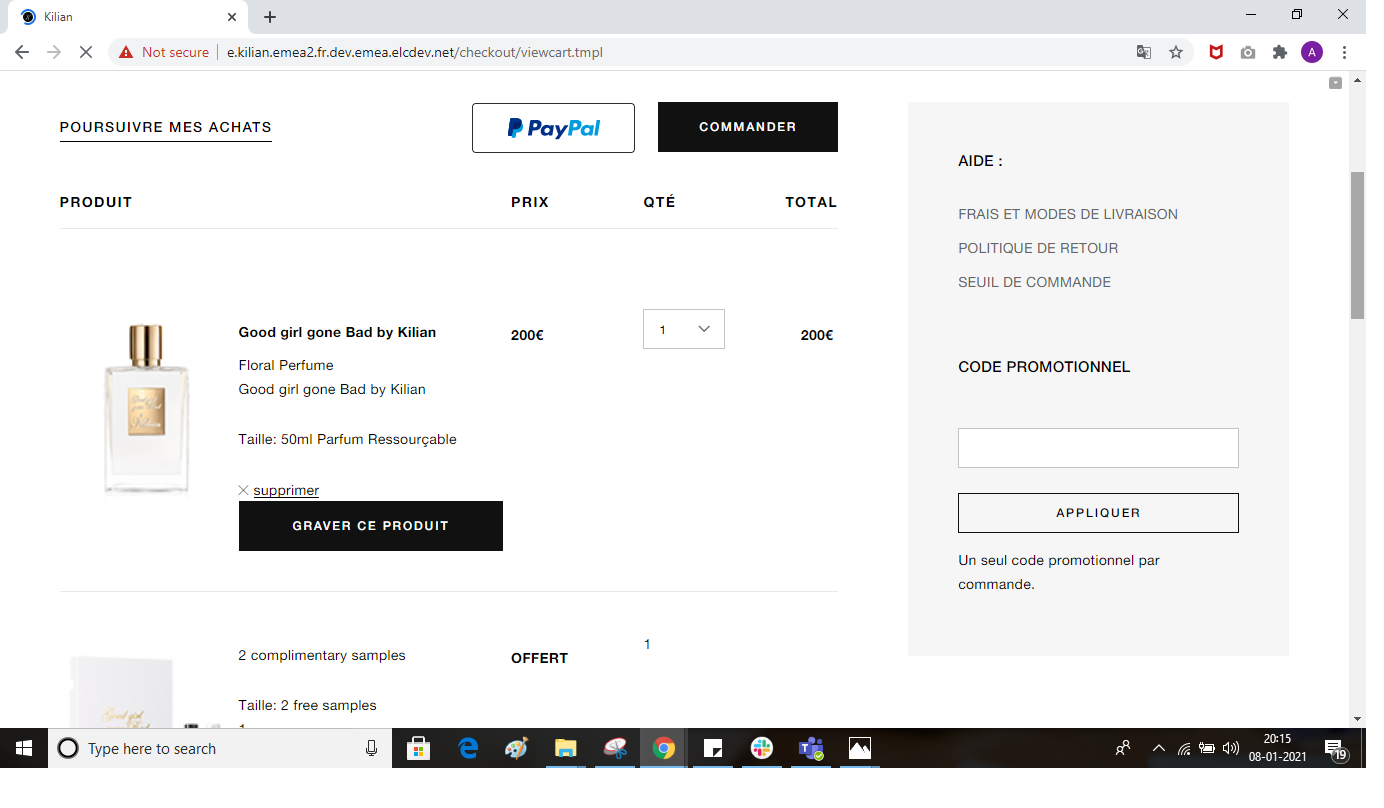 Kilian
Not secure
e.kilian.emea2.fr.dev.emea.elcdev.net/checkout/viewcart.tmpl
A
POURSUIVRE MES ACHATS
PayPal
COMMANDER
PRODUIT PRIX QTÉ TOTAL
Good girl gone Bad by Kilian 200€ 1 200€
Floral Perfume
Good girl gone Bad by Kilian
Taille: 50ml Parfum Ressourçable
supprimer
GRAVER CE PRODUIT
2 complimentary samples OFFERT 1
Taille: 2 free samples
AIDE :
FRAIS ET MODES DE LIVRAISON
POLITIQUE DE RETOUR
SEUIL DE COMMANDE
CODE PROMOTIONNEL
APPLIQUER
Un seul code promotionnel par
commande.
Type here to search
20:15
08-01-2021
19